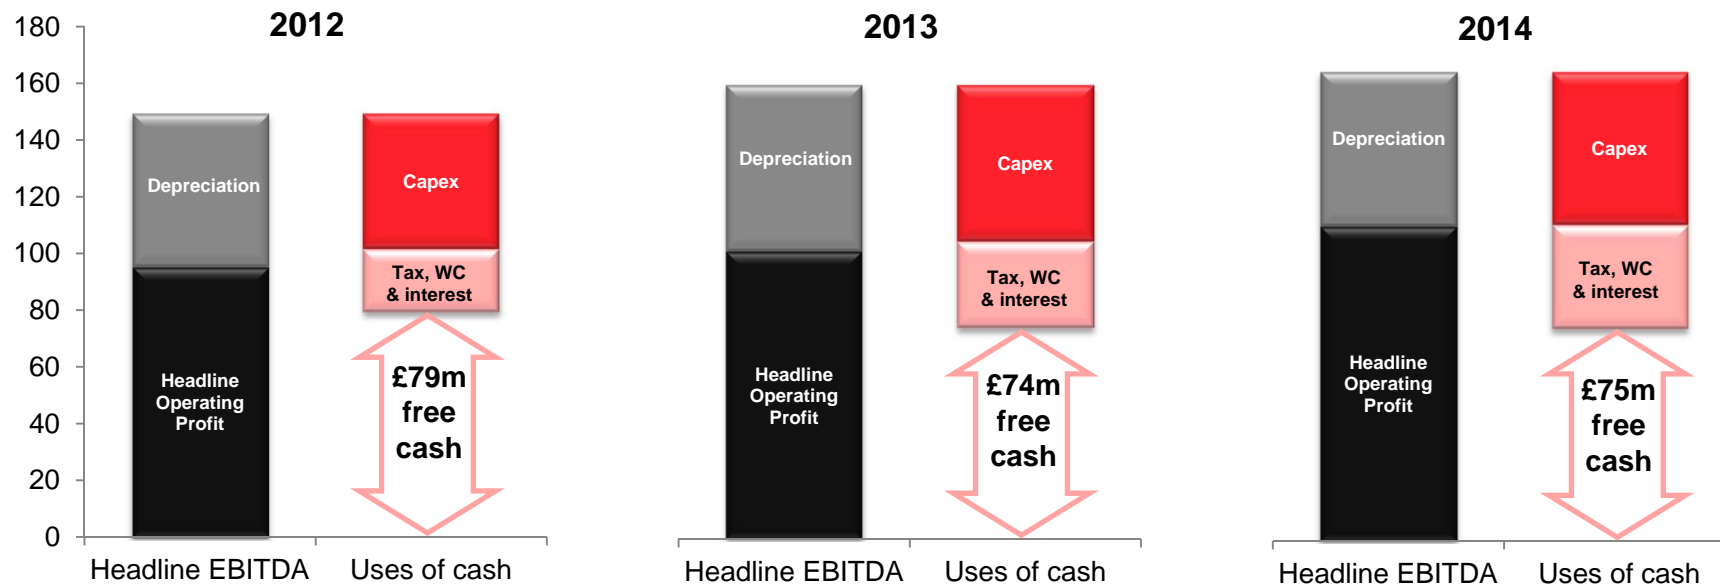 2012
2013
2014
180
160
140
120
100
80
60
40
20
0
Depreciation
Headline
Operating
Profit
Capex
Tax, WC
& interest
£79m
free
cash
Headline EBITDA
Uses of cash
Depreciation
Headline
Operating
Profit
Capex
Tax, WC
& interest
£74m
free
cash
Headline EBITDA
Uses of cash
Depreciation
Headline
Operating
Profit
Capex
Tax, WC
& interest
£75m
free
cash
Headline EBITDA
Uses of cash